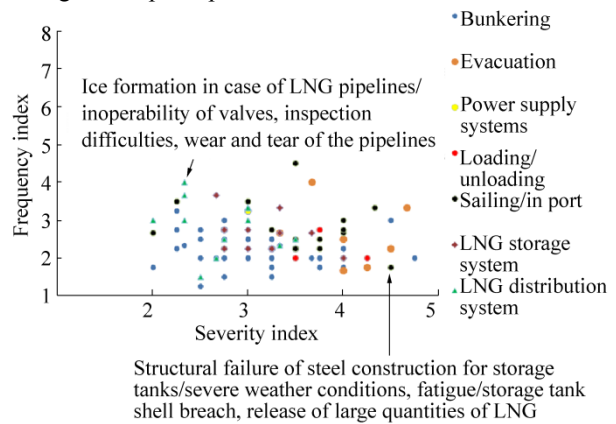 8
7
6
5
4
3
2
1
Frequency index
2
3
4
5
Severity index
Ice formation in case of LNG pipelines/
inoperability of valves, inspection
difficulties, wear and tear of the pipelines
Structural failure of steel construction for storage
tanks/severe weather conditions, fatigue/storage tank
shell breach, release of large quantities of LNG
Bunkering
Evacuation
Power supply
systems
Loading/
unloading
Sailing/in port
LNG storage
system
LNG distribution
system